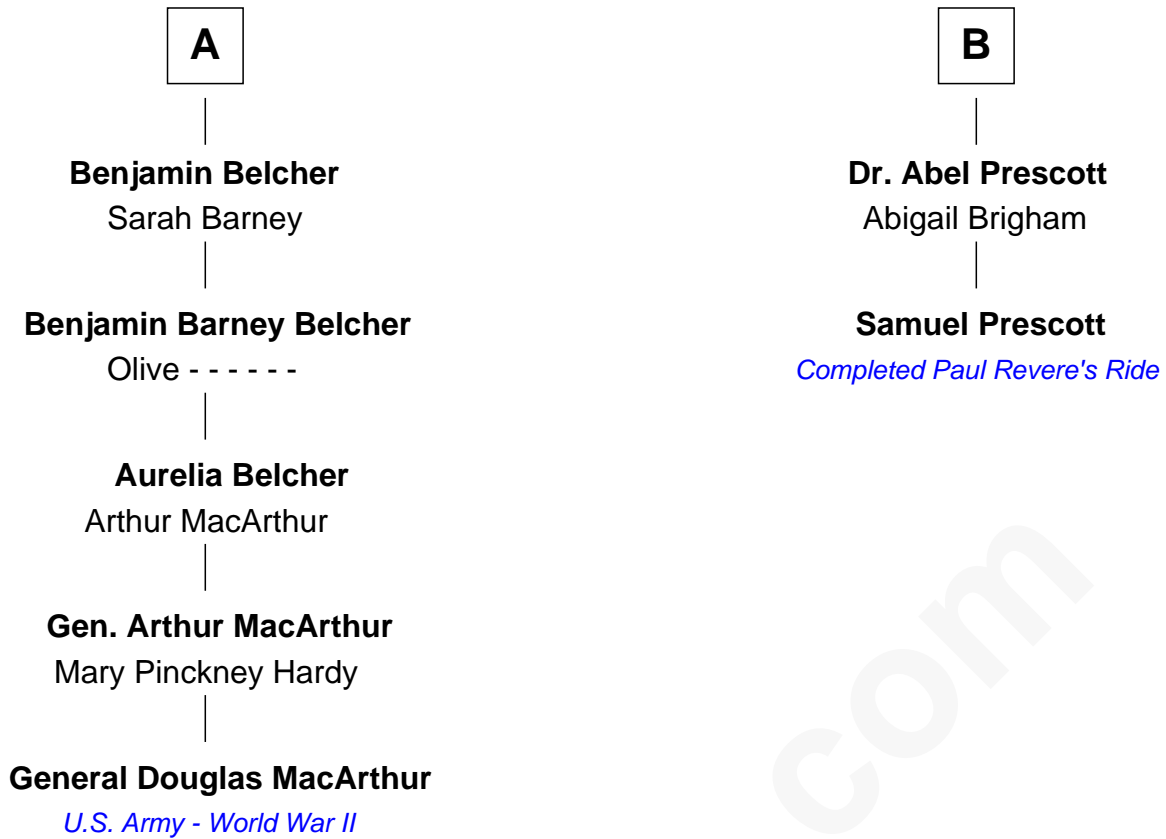 A
Benjamin Belcher
Sarah Barney
Benjamin Barney Belcher
Olive - - - - - -
Aurelia Belcher
Arthur MacArthur
Gen. Arthur MacArthur
Mary Pinckney Hardy
General Douglas MacArthur
U.S. Army - World War II
B
Dr. Abel Prescott
Abigail Brigham
Samuel Prescott
Completed Paul Revere's Ride
com